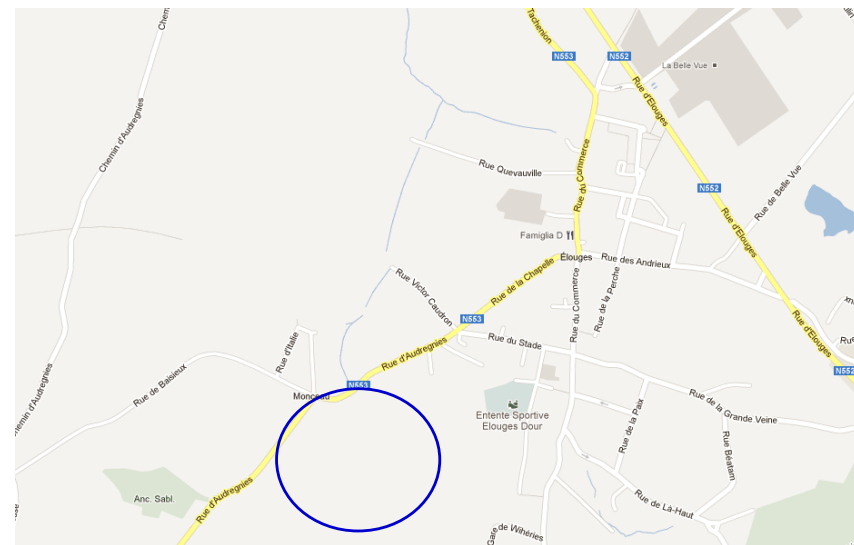 Tachenion
N553
N552
La Belle Vue
Rue d'Elouges
Chemin d'Audregnies
Rue Quevauville
Rue du Commerce
N552
Rue de Belle Vue
Rue d'Elouges
Famiglia D
Élouges
Rue des Andrieux
Rue de la Chapelle
Rue Victor Caudron
Rue du Commerce
Rue de la Perche
N553
Rue d'Italie
Rue d'Audregnies
Rue du Stade
Rue d'Elouges
N552
Rue de Baisieux
N553
Monceau
Entente Sportive
Elouges Dour
Rue de la Paix
Rue de la Grande Veine
Rue Béatam
Anc. Sabl.
Rue d'Audregnies
Rue de Là-Haut
de Wihéries
Gare